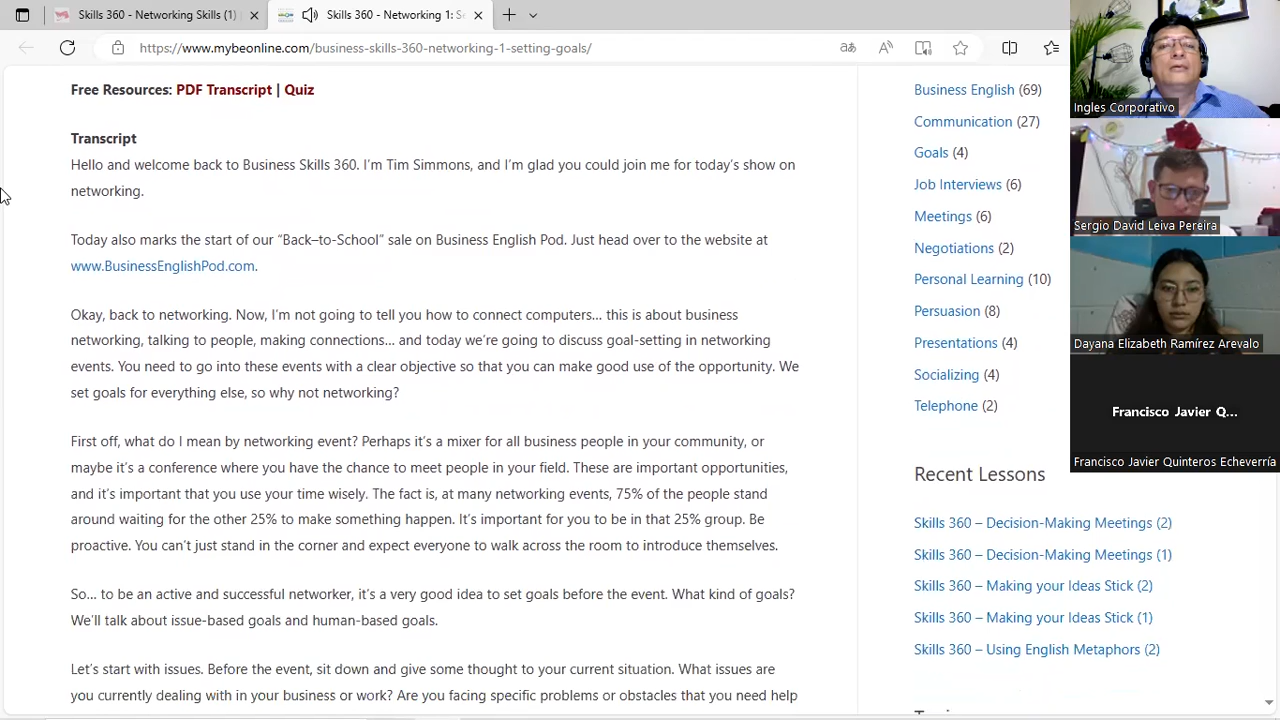 Skills 360 - Networking Skills (1)
Skills 360 - Networking 1: Se
https://www.mybeonline.com/business-skills-360-networking-1-setting-goals/
Free Resources: PDF Transcript | Quiz
Transcript
Hello and welcome back to Business Skills 360. I'm Tim Simmons, and I'm glad you could join me for today's show on
networking.
Today also marks the start of our “Back–to-School” sale on Business English Pod. Just head over to the website at
www.BusinessEnglishPod.com.
Okay, back to networking. Now, I'm not going to tell you how to connect computers… this is about business
networking, talking to people, making connections… and today we're going to discuss goal-setting in networking
events. You need to go into these events with a clear objective so that you can make good use of the opportunity. We
set goals for everything else, so why not networking?
First off, what do I mean by networking event? Perhaps it's a mixer for all business people in your community, or
maybe it's a conference where you have the chance to meet people in your field. These are important opportunities,
and it's important that you use your time wisely. The fact is, at many networking events, 75% of the people stand
around waiting for the other 25% to make something happen. It's important for you to be in that 25% group. Be
proactive. You can't just stand in the corner and expect everyone to walk across the room to introduce themselves.
So… to be an active and successful networker, it's a very good idea to set goals before the event. What kind of goals?
We'll talk about issue-based goals and human-based goals.
Let's start with issues. Before the event, sit down and give some thought to your current situation. What issues are
you currently dealing with in your business or work? Are you facing specific problems or obstacles that you need help
Business English (69)
Communication (27)
Goals (4)
Job Interviews (6)
Meetings (6)
Negotiations (2)
Personal Learning (10)
Persuasion (8)
Presentations (4)
Socializing (4)
Telephone (2)
Recent Lessons
Skills 360 – Decision-Making Meetings (2)
Skills 360 – Decision-Making Meetings (1)
Skills 360 – Making your Ideas Stick (2)
Skills 360 – Making your Ideas Stick (1)
Skills 360 – Using English Metaphors (2)
Ingles Corporativo
Sergio David Leiva Pereira
Dayana Elizabeth Ramírez Arevalo
Francisco Javier Q...
Francisco Javier Quinteros Echeverría